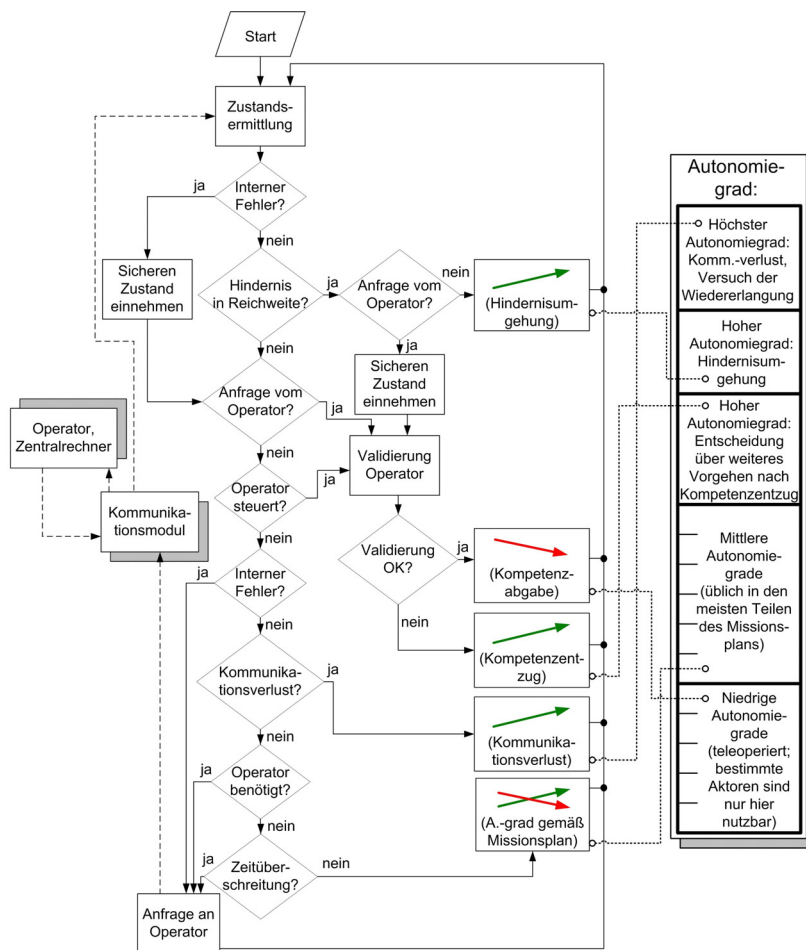 Start
Zustands-
ermittlung
ja
Interner
Fehler?
nein
Sicheren
Zustand
einnehmen
Hindernis
in Reichweite?
ja
Anfrage vom
Operator?
nein
(Hindernisum-
gehung)
nein
ja
Sicheren
Zustand
einnehmen
Anfrage vom
Operator?
ja
Validierung
Operator
nein
Operator,
Zentralrechner
Kommunika-
tionsmodul
Operator
steuert?
ja
nein
Validierung
OK?
ja
(Kompetenz-
abgabe)
nein
(Kompetenzent-
zug)
ja
Interner
Fehler?
nein
Kommunika-
tionsverlust?
ja
(Kommunika-
tionsverlust)
nein
ja
Operator
benötigt?
nein
(A.-grad gemäß
Missionsplan)
ja
Zeitüber-
schreitung?
nein
Anfrage an
Operator
Autonomie-
grad:
Höchster
Autonomiegrad:
Komm.-verlust,
Versuch der
Wiedererlangung
Hoher
Autonomiegrad:
Hindernisum-
gehung
Hoher
Autonomiegrad:
Entscheidung
über weiteres
Vorgehen nach
Kompetenzentzug
Mittlere
Autonomie-
grade
(üblich in den
meisten Teilen
des Missions-
plans)
Niedrige
Autonomie-
grade
(teleoperiert;
bestimmte
Aktoren sind
nur hier
nutzbar)